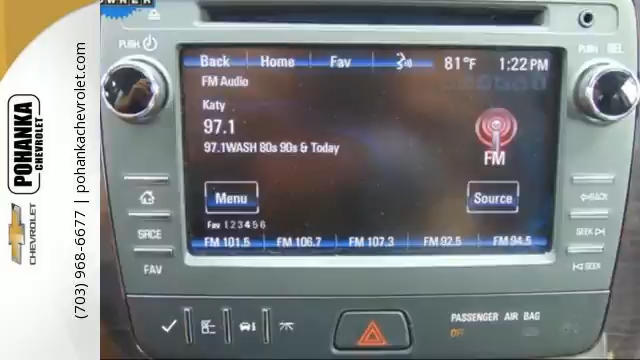 OWNER
PUSH
PUSH SEL
Back Home Fav 81°F 1:22 PM
FM Audio
Katy
97.1
97.1WASH 80s 90s & Today
FM
Menu
Source
Fav 1 2 3 4 5 6
FM 101.5 FM 106.7 FM 107.3 FM 92.5 FM 94.5
SRCE
FAV
BACK
SEEK
SEEK
PASSENGER AIR BAG
OFF
POHANKA
CHEVROLET
CHEVROLET
(703) 968-6677 | pohankachevrolet.com